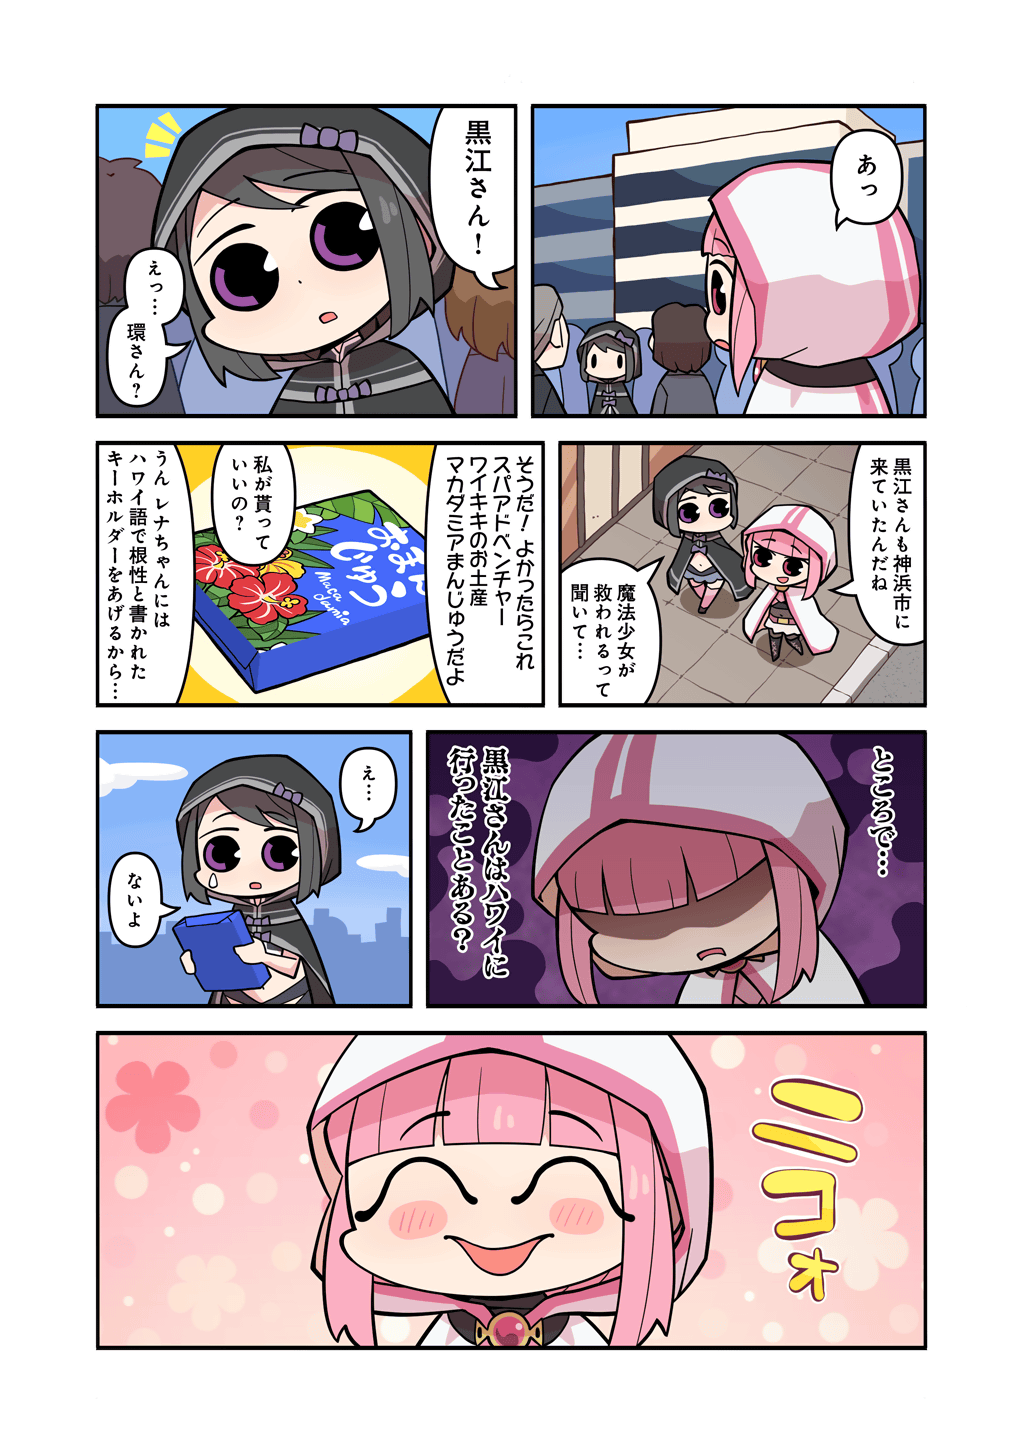 あっ
黒江さん！
えっ…
環さん？
黒江さんも神浜市に
来ていたんだね
魔法少女が
救われるって
聞いて…
そうだ！よかったらこれ
スパァドベンチャー
ワイキキのお土産
マカダミアまんじゅうだよ
私が貰って
いいの？
おまん
じゅう
Maca
damia
うん レナちゃんには
ハワイ語で根性と書かれた
キーホルダーをあげるから…
ところで…
黒江さんはハワイに
行ったことある？
え…
ないよ
ニコ